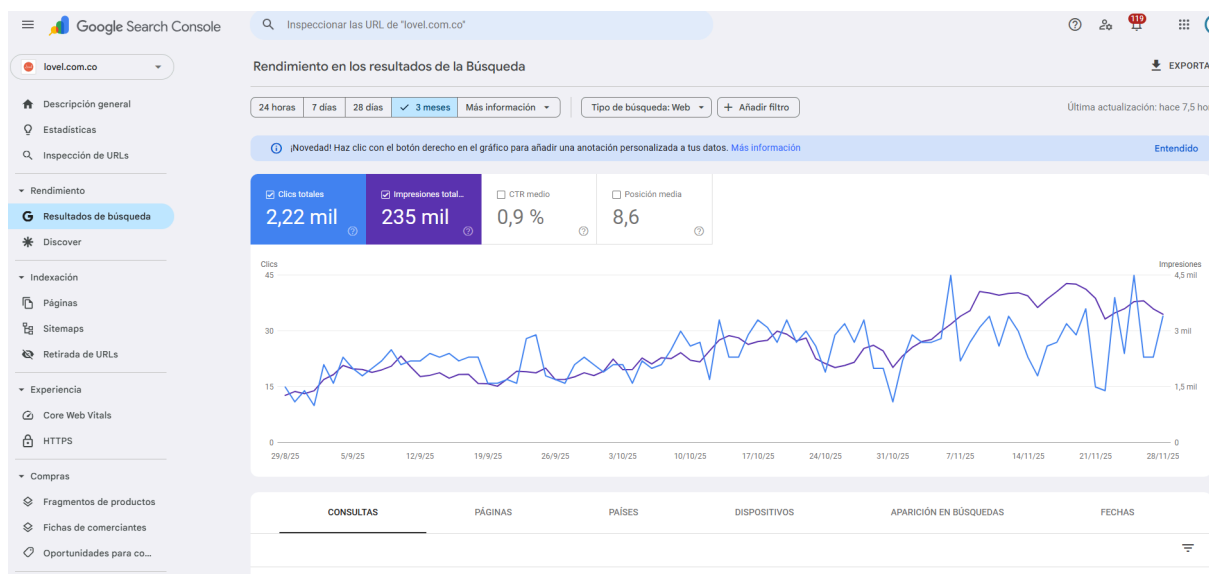 Google Search Console
Inspeccionar las URL de "lovel.com.co"
119
lovel.com.co
Rendimiento en los resultados de la Búsqueda
EXPORTA
Descripción general
Estadísticas
Inspección de URLs
Rendimiento
Resultados de búsqueda
Discover
Indexación
Páginas
Sitemaps
Retirada de URLs
Experiencia
Core Web Vitals
HTTPS
Compras
Fragmentos de productos
Fichas de comerciantes
Oportunidades para co...
24 horas 7 días 28 días 3 meses Más información Tipo de búsqueda: Web + Añadir filtro
Última actualización: hace 7,5 hor
¡Novedad! Haz clic con el botón derecho en el gráfico para añadir una anotación personalizada a tus datos. Más información Entendido
Clics totales Impresiones total... CTR medio Posición media
2,22 mil 235 mil 0,9 % 8,6
Clics Impresiones
45 4,5 mil
30 3 mil
15 1,5 mil
0 0
29/8/25 5/9/25 12/9/25 19/9/25 26/9/25 3/10/25 10/10/25 17/10/25 24/10/25 31/10/25 7/11/25 14/11/25 21/11/25 28/11/25
CONSULTAS PÁGINAS PAÍSES DISPOSITIVOS APARICIÓN EN BÚSQUEDAS FECHAS